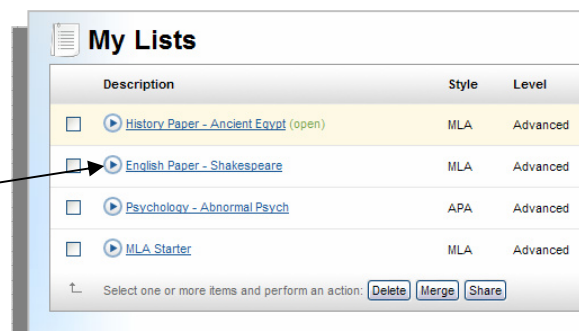 My Lists
Description Style Level
History Paper - Ancient Egypt (open) MLA Advanced
English Paper - Shakespeare MLA Advanced
Psychology - Abnormal Psych APA Advanced
MLA Starter MLA Advanced
Select one or more items and perform an action: Delete Merge Share